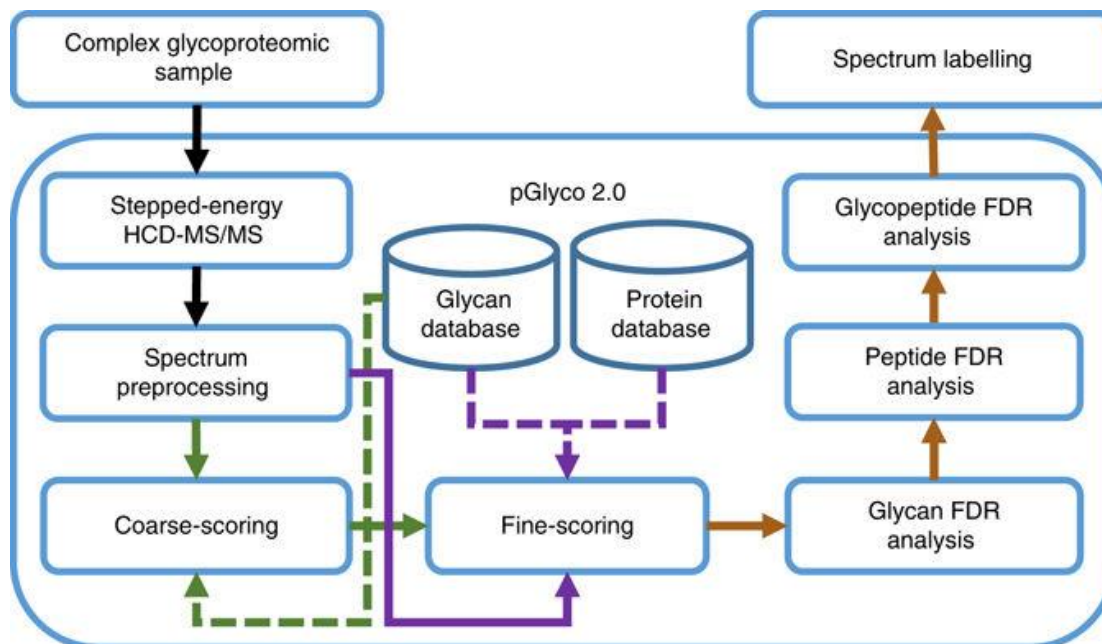 Complex glycoproteomic
sample
Spectrum labelling
Stepped-energy
HCD-MS/MS
pGlyco 2.0
Glycopeptide FDR
analysis
Glycan
database
Protein
database
Spectrum
preprocessing
Peptide FDR
analysis
Coarse-scoring
Fine-scoring
Glycan FDR
analysis